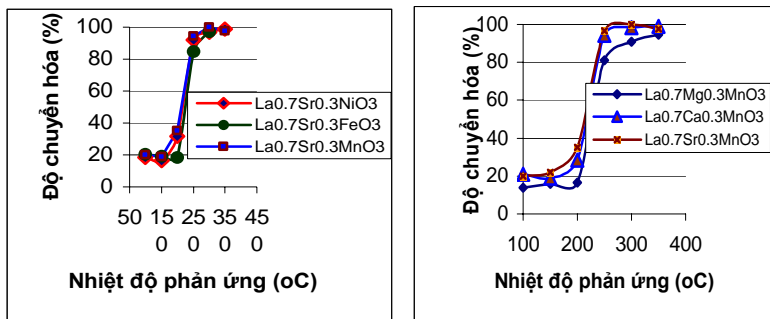 Độ chuyển hóa (%)
100
80
60
40
20
0
La0.7Sr0.3NiO3
La0.7Sr0.3FeO3
La0.7Sr0.3MnO3
50 15 25 35 45
0 0 0 0
Nhiệt độ phản ứng (oC)
Độ chuyển hóa (%)
100
80
60
40
20
0
La0.7Mg0.3MnO3
La0.7Ca0.3MnO3
La0.7Sr0.3MnO3
100 200 300 400
Nhiệt độ phản ứng (oC)